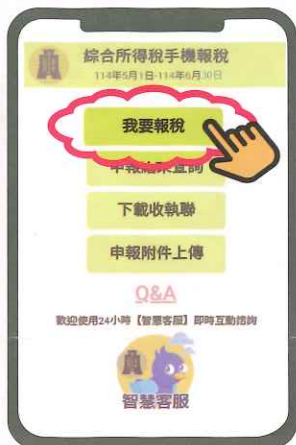 綜合所得稅手機報稅
114年5月1日-114年6月30日
我要報稅
申報結果查詢
下載收執聯
申報附件上傳
Q&A
歡迎使用24小時【智慧客服】即時互動諮詢
智慧客服